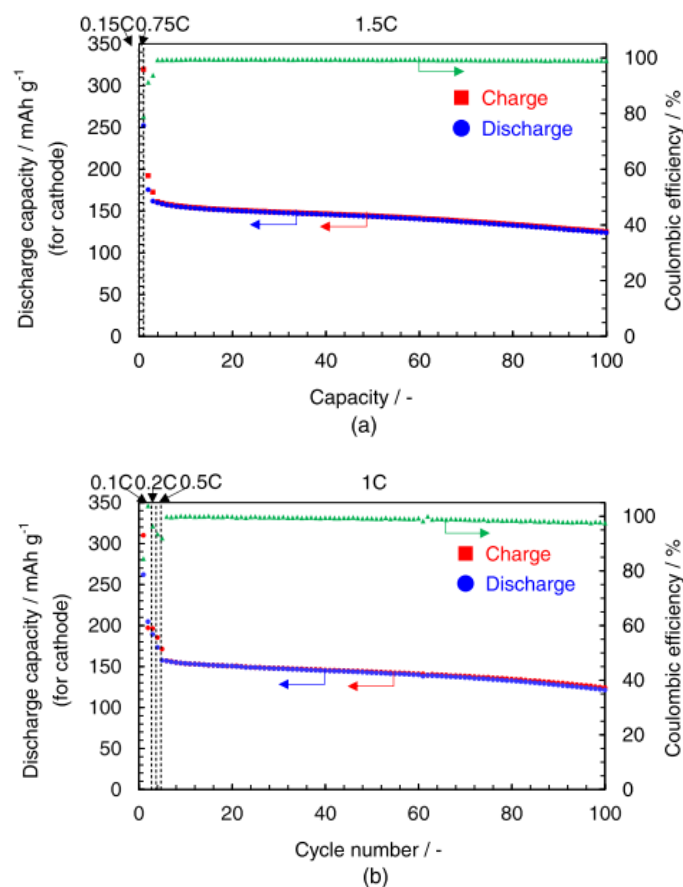 0.15C 0.75C 1.5C
350
300
250
200
150
100
50
0
Discharge capacity / mAh g⁻¹
(for cathode)
Charge
Discharge
100
80
60
40
20
0
Coulombic efficiency / %
0 20 40 60 80 100
Capacity / -
(a)
0.1C 0.2C 0.5C 1C
350
300
250
200
150
100
50
0
Discharge capacity / mAh g⁻¹
(for cathode)
Charge
Discharge
100
80
60
40
20
0
Coulombic efficiency / %
0 20 40 60 80 100
Cycle number / -
(b)